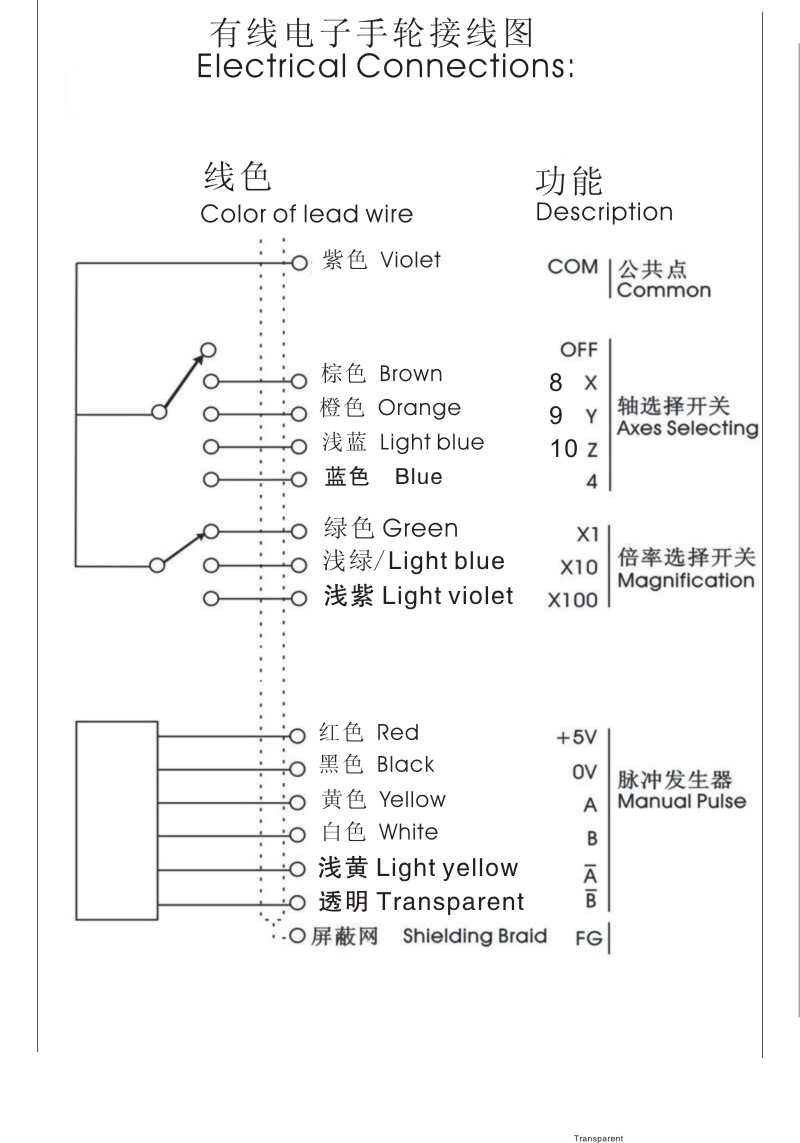 有线电子手轮接线图
Electrical Connections:
线色 功能
Color of lead wire Description
紫色 Violet COM 公共点
Common
OFF
棕色 Brown 8 X
橙色 Orange 9 Y 轴选择开关
Axes Selecting
浅蓝 Light blue 10 Z
蓝色 Blue 4
绿色 Green X1
浅绿/Light blue X10 倍率选择开关
Magnification
浅紫 Light violet X100
红色 Red +5V
黑色 Black 0V 脉冲发生器
黄色 Yellow A Manual Pulse
白色 White B
浅黄 Light yellow A̅
透明 Transparent B̅
屏蔽网 Shielding Braid FG
Transparent